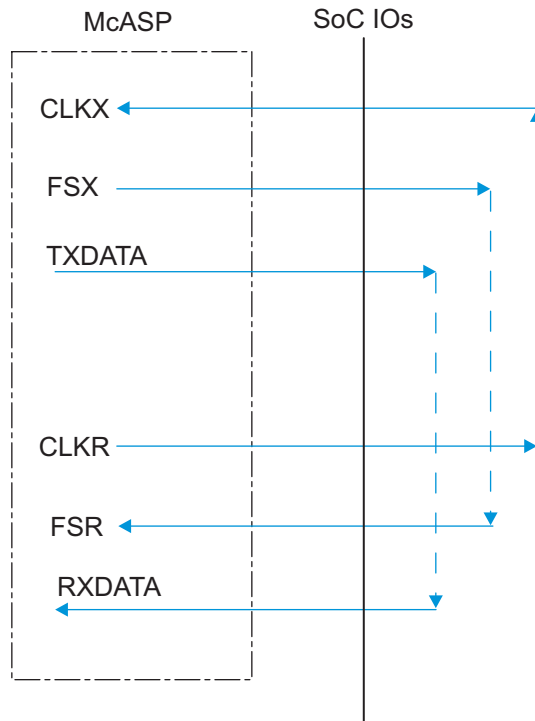 McASP
SoC IOs
CLKX
FSX
TXDATA
CLKR
FSR
RXDATA